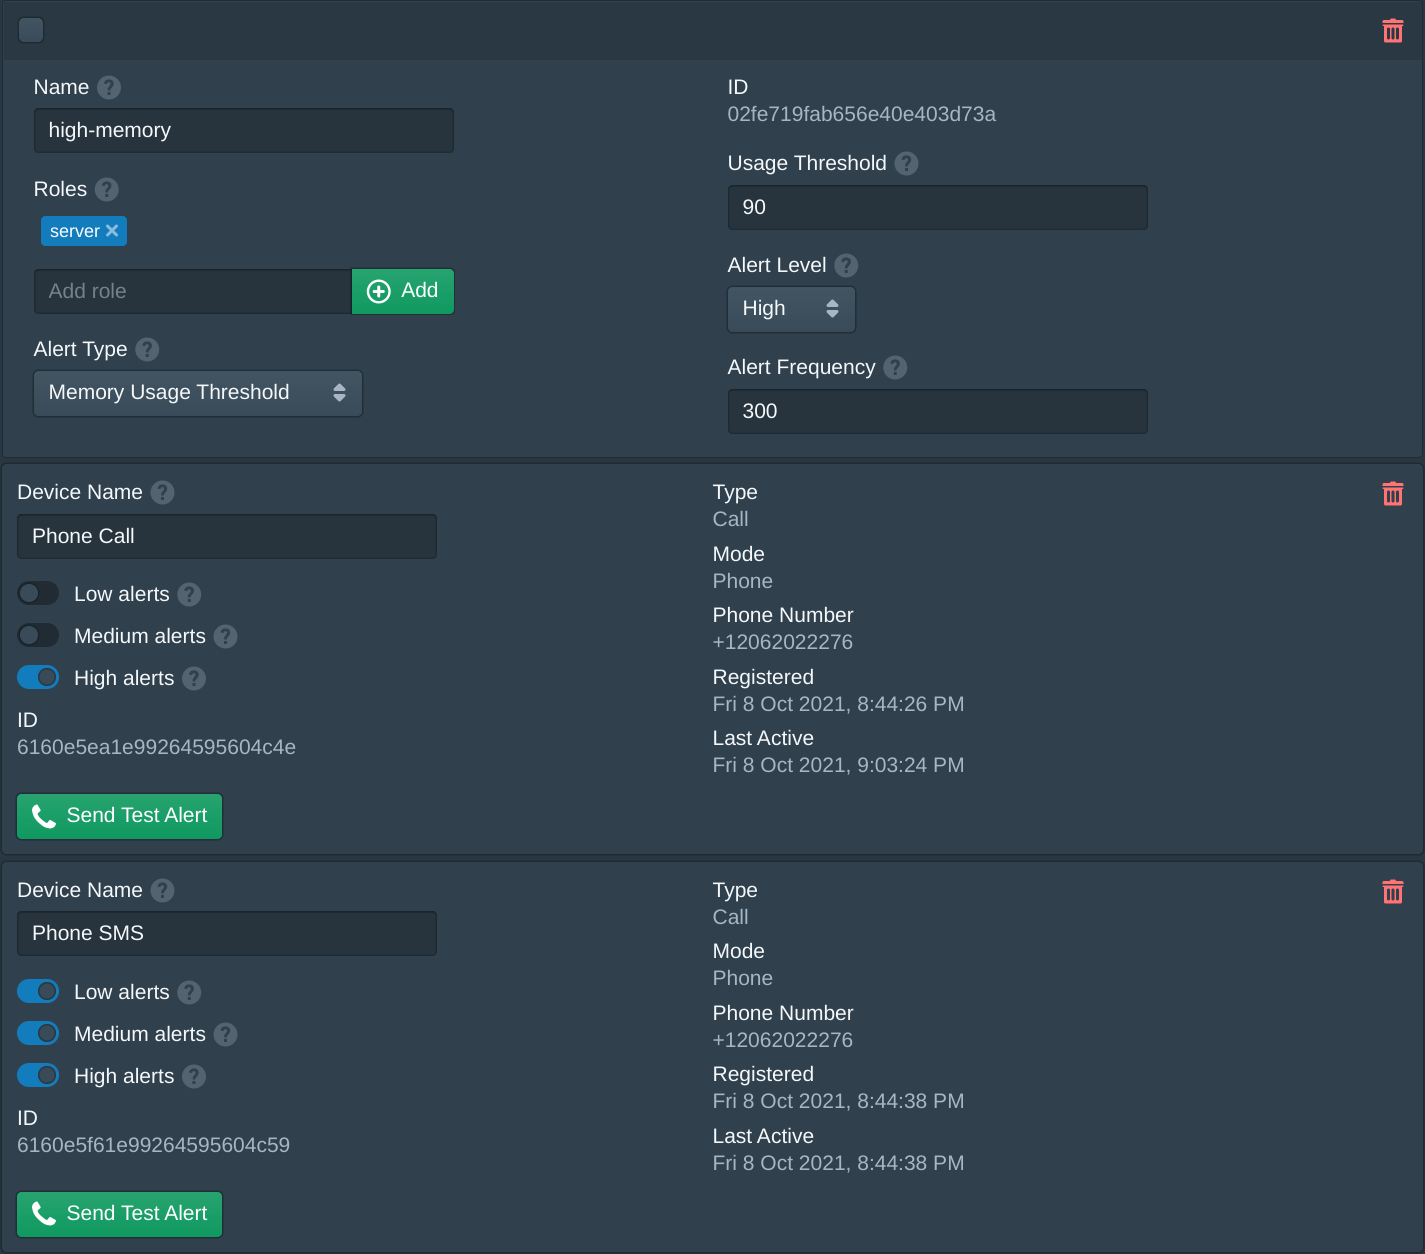 Name ?
high-memory
Roles ?
server
Add role
Add
Alert Type ?
Memory Usage Threshold
ID
02fe719fab656e40e403d73a
Usage Threshold ?
90
Alert Level ?
High
Alert Frequency ?
300
Device Name ?
Phone Call
Low alerts ?
Medium alerts ?
High alerts ?
ID
6160e5ea1e99264595604c4e
Send Test Alert
Type
Call
Mode
Phone
Phone Number
+12062022276
Registered
Fri 8 Oct 2021, 8:44:26 PM
Last Active
Fri 8 Oct 2021, 9:03:24 PM
Device Name ?
Phone SMS
Low alerts ?
Medium alerts ?
High alerts ?
ID
6160e5f61e99264595604c59
Send Test Alert
Type
Call
Mode
Phone
Phone Number
+12062022276
Registered
Fri 8 Oct 2021, 8:44:38 PM
Last Active
Fri 8 Oct 2021, 8:44:38 PM